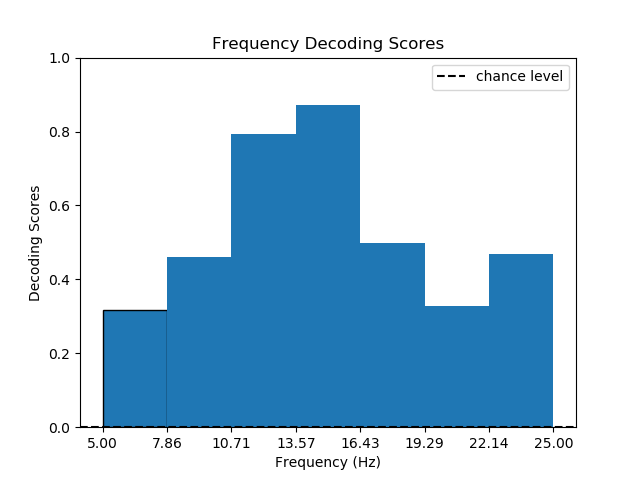 Frequency Decoding Scores
chance level
1.0
0.8
0.6
0.4
0.2
0.0
Decoding Scores
5.00 7.86 10.71 13.57 16.43 19.29 22.14 25.00
Frequency (Hz)